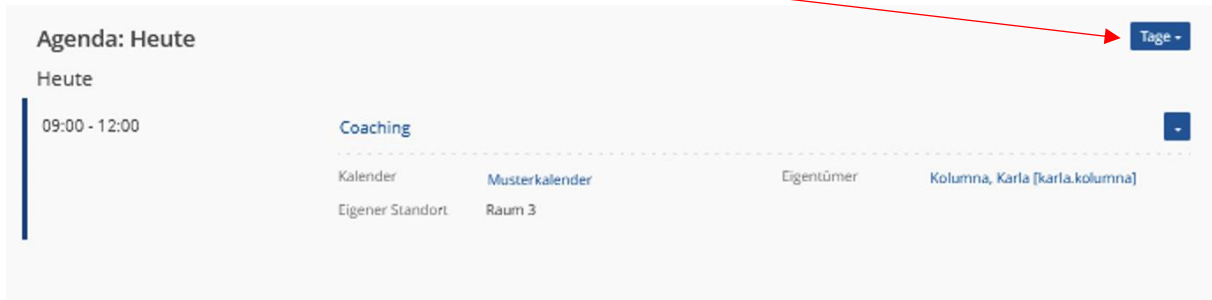 Agenda: Heute
Tage
Heute
09:00 - 12:00
Coaching
Kalender Musterkalender Eigentümer Kolumna, Karla [karla.kolumna]
Eigener Standort Raum 3